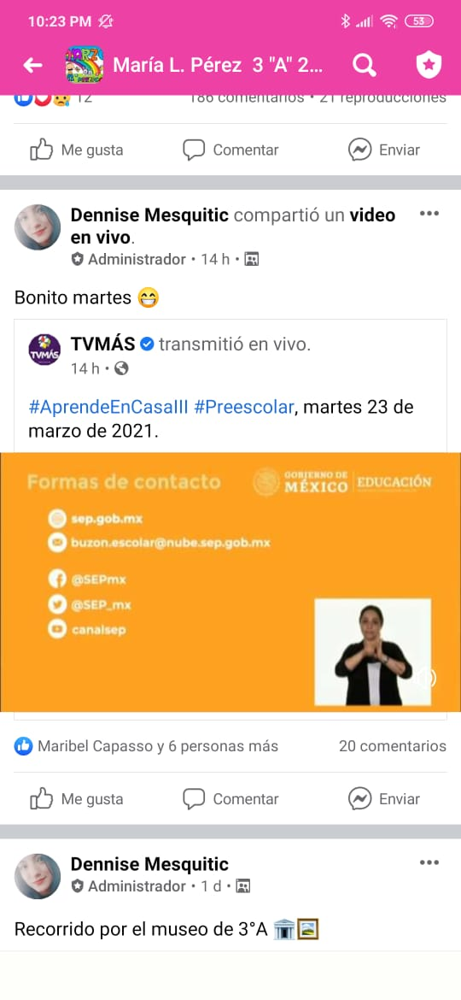 10:23 PM 53
María L. Pérez 3 "A" 2...
12 186 comentarios • 21 reproducciones
Me gusta Comentar Enviar
Dennise Mesquitic compartió un video
en vivo.
Administrador • 14 h •
Bonito martes 😁
TVMÁS
TVMÁS transmitió en vivo.
14 h •
#AprendeEnCasaIII #Preescolar, martes 23 de
marzo de 2021.
Formas de contacto GOBIERNO DE MÉXICO EDUCACIÓN
sep.gob.mx
buzon.escolar@nube.sep.gob.mx
@SEPmx
@SEP_mx
canalsep
Maribel Capasso y 6 personas más 20 comentarios
Me gusta Comentar Enviar
Dennise Mesquitic
Administrador • 1 d •
Recorrido por el museo de 3°A 🏛️🖼️